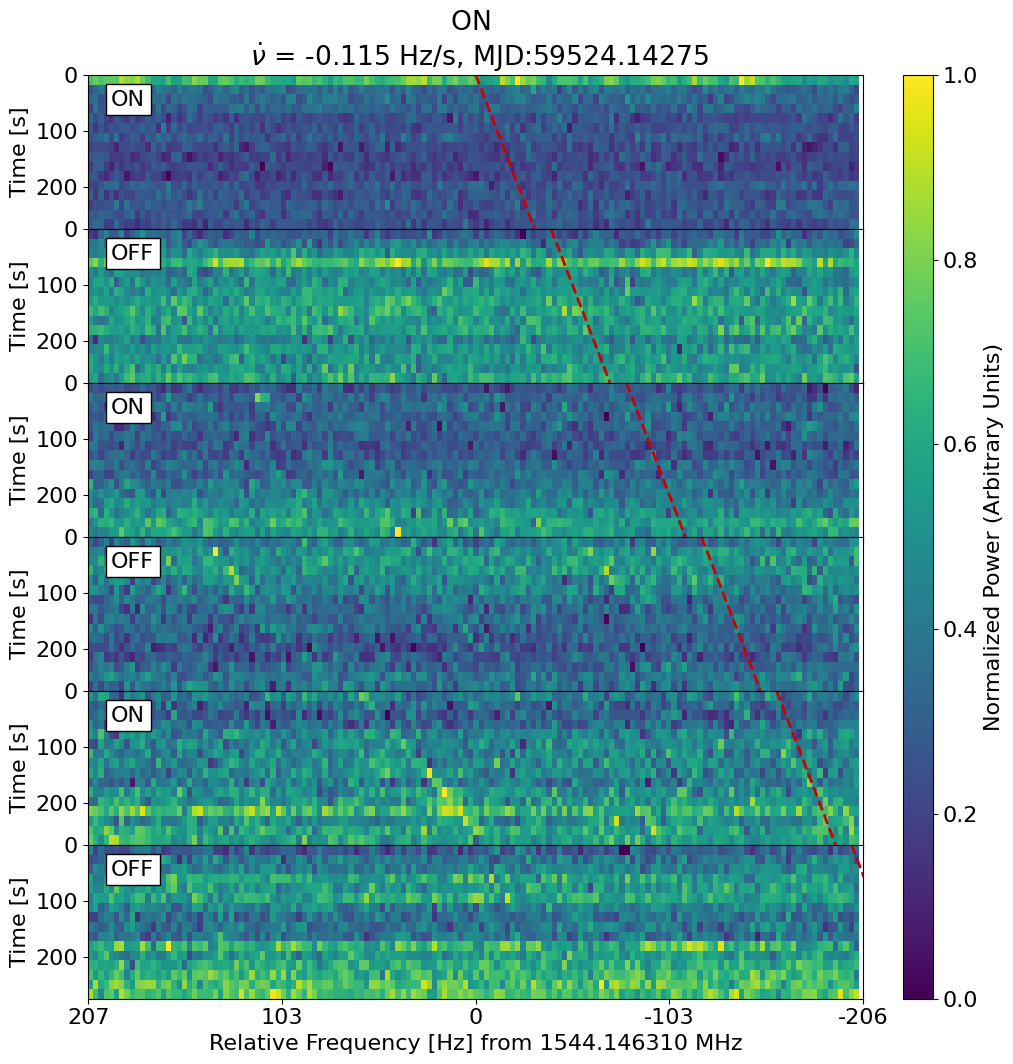 ON
ν̇ = -0.115 Hz/s, MJD:59524.14275
0
ON
100
Time [s]
200
0
OFF
100
Time [s]
200
0
ON
100
Time [s]
200
0
OFF
100
Time [s]
200
0
ON
100
Time [s]
200
0
OFF
100
Time [s]
200
207 103 0 -103 -206
Relative Frequency [Hz] from 1544.146310 MHz
1.0
0.8
0.6
0.4
0.2
0.0
Normalized Power (Arbitrary Units)